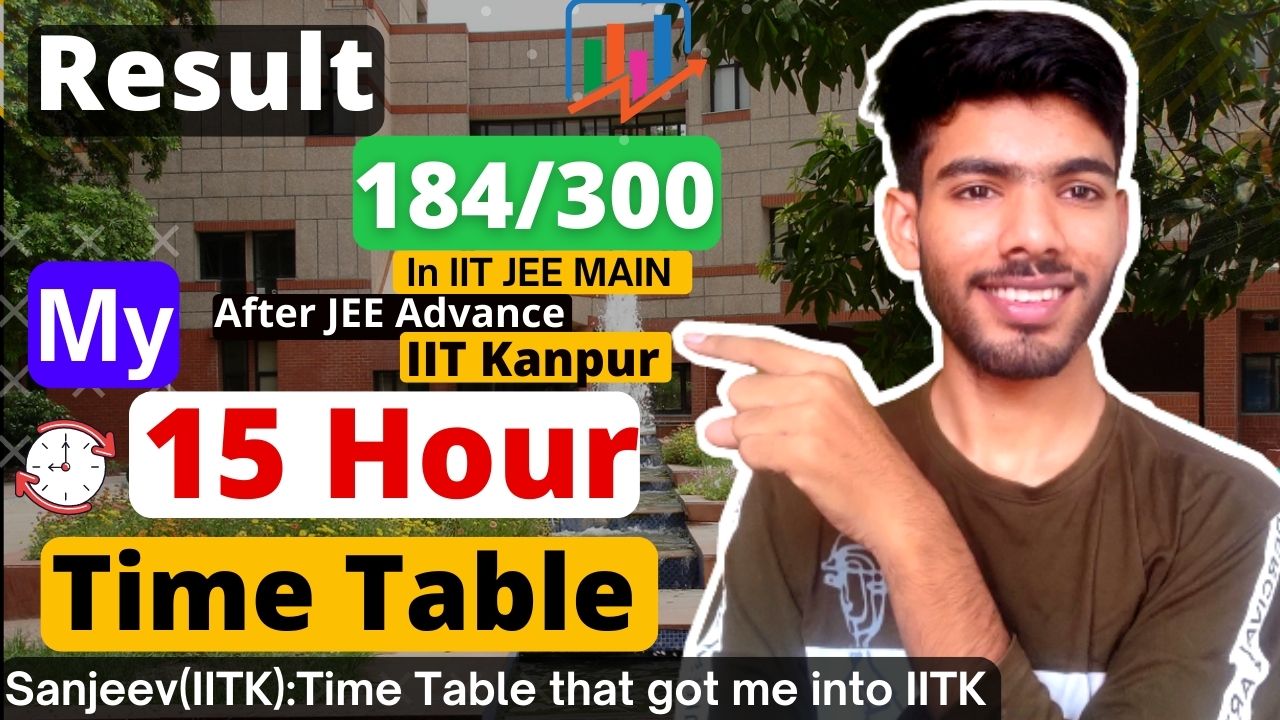 Result
184/300
In IIT JEE MAIN
After JEE Advance
IIT Kanpur
My
15 Hour
Time Table
Sanjeev(IITK):Time Table that got me into IITK